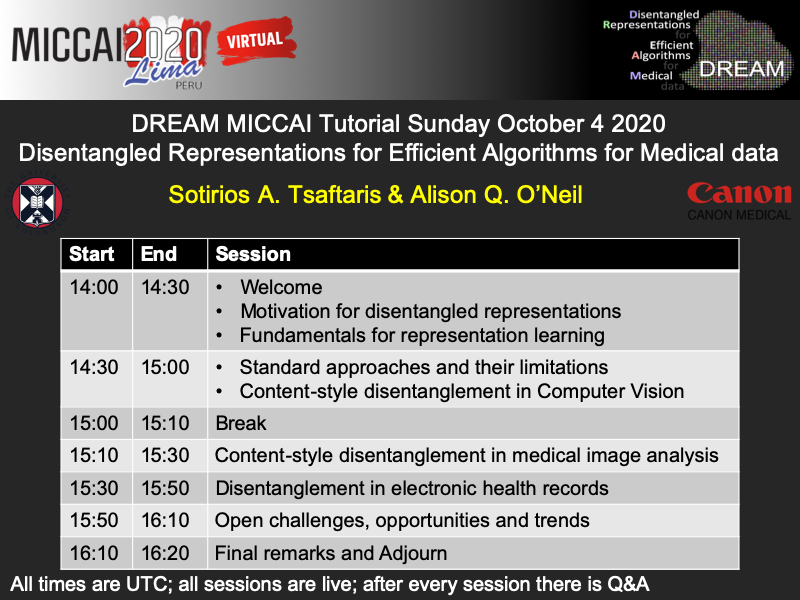 MICCAI2020 VIRTUAL
Lima
PERU
Disentangled
Representations
for
Efficient
Algorithms
for
Medical
data
DREAM
DREAM MICCAI Tutorial Sunday October 4 2020
Disentangled Representations for Efficient Algorithms for Medical data
Sotirios A. Tsaftaris & Alison Q. O’Neil
Canon
CANON MEDICAL
Start End Session
14:00 14:30 • Welcome
• Motivation for disentangled representations
• Fundamentals for representation learning
14:30 15:00 • Standard approaches and their limitations
• Content-style disentanglement in Computer Vision
15:00 15:10 Break
15:10 15:30 Content-style disentanglement in medical image analysis
15:30 15:50 Disentanglement in electronic health records
15:50 16:10 Open challenges, opportunities and trends
16:10 16:20 Final remarks and Adjourn
All times are UTC; all sessions are live; after every session there is Q&A